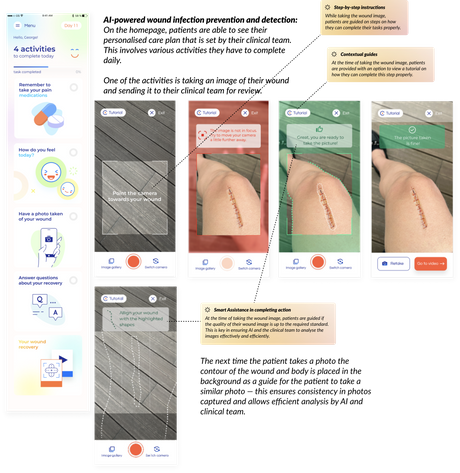 Menu
Day 11
Hello, George!
4 activities
to complete today
task completed
Remember to
take your pain
medications
How do you feel
today?
Have a photo taken
of your wound
Answer questions
about your recovery
Your wound
recovery
AI-powered wound infection prevention and detection:
On the homepage, patients are able to see their
personalised care plan that is set by their clinical team.
This involves various activities they have to complete
daily.
One of the activities is taking an image of their wound
and sending it to their clinical team for review.
Step-by-step instructions
While taking the wound image,
patients are guided on steps on how
they can complete their tasks properly.
Contextual guides
At the time of taking the wound image, patients
are provided with an option to view a tutorial on
how they can complete this step properly.
Tutorial
Exit
Point the camera
towards your wound
Image gallery
Switch camera
Tutorial
Exit
The image is not in focus
try to move your camera
a little further away.
Image gallery
Switch camera
Tutorial
Exit
Great, you are ready to
take the picture!
Image gallery
Switch camera
The picture taken
is fine!
Retake
Go to video
Tutorial
Exit
Align your wound
with the highlighted
shapes
Image gallery
Switch camera
Smart Assistance in completing action
At the time of taking the wound image, patients are guided if
the quality of their wound image is up to the required standard.
This is key in ensuring AI and the clinical team to analyse the
images effectively and efficiently.
The next time the patient takes a photo the
contour of the wound and body is placed in the
background as a guide for the patient to take a
similar photo — this ensures consistency in photos
captured and allows efficient analysis by AI and
clinical team.